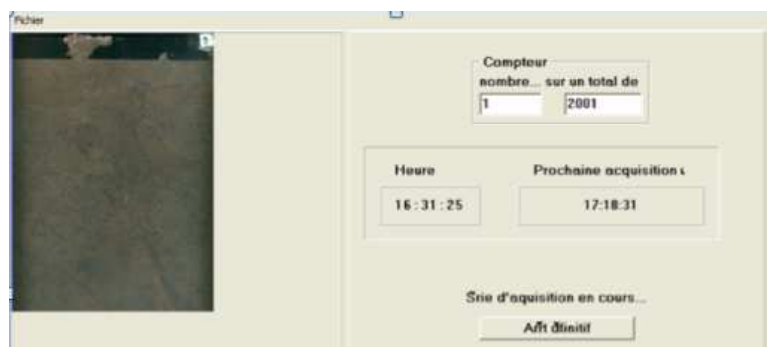 Fichier
Compteur
nombre... sur un total de
1 2001
Heure Prochaine acquisition
16:31:25 17:18:31
Srie d'aquisition en cours...
Arrt dfinitif